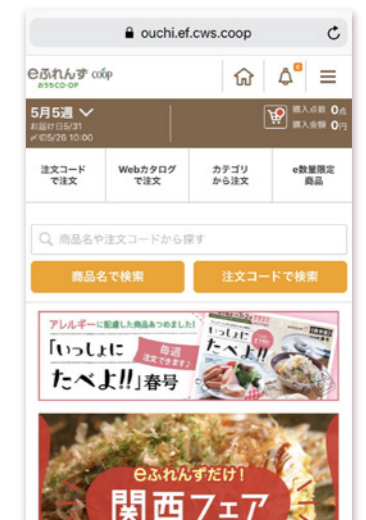 ouchi.ef.cws.coop
eふれんず coop
おうちCO-OP
5月5週
お届け日5/31
〆切5/26 10:00
購入点数 0点
購入金額 0円
注文コード
で注文
Webカタログ
で注文
カテゴリ
から注文
e数量限定
商品
商品名や注文コードから探す
商品名で検索
注文コードで検索
アレルギーに配慮した商品あつめました!
「いっしょに
たべよ!!」春号
毎週
注文できます♪
いっしょに
たべよ!!
eふれんずだけ!
関西フェア